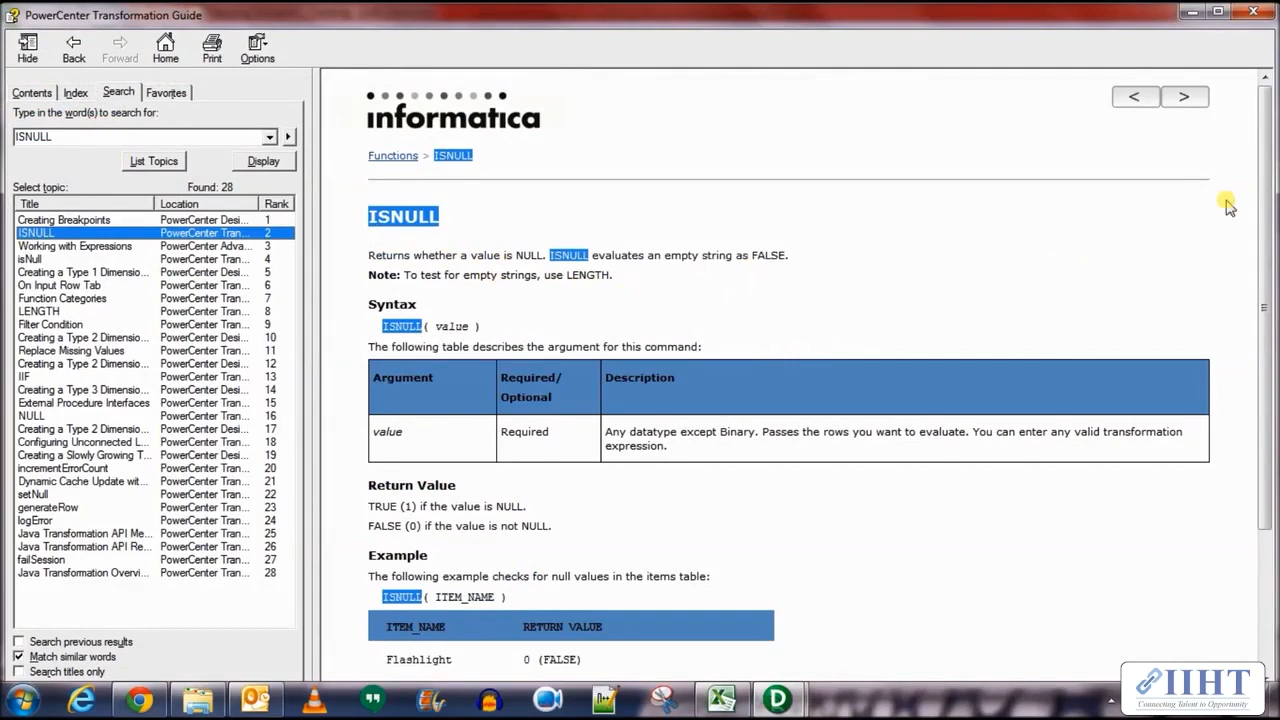 PowerCenter Transformation Guide
Hide Back Forward Home Print Options
Contents Index Search Favorites
Type in the word(s) to search for:
ISNULL
List Topics Display
Select topic: Found: 28
Title Location Rank
Creating Breakpoints PowerCenter Desi... 1
ISNULL PowerCenter Tran... 2
Working with Expressions PowerCenter Adva... 3
isNull PowerCenter Tran... 4
Creating a Type 1 Dimensio... PowerCenter Desi... 5
On Input Row Tab PowerCenter Tran... 6
Function Categories PowerCenter Tran... 7
LENGTH PowerCenter Tran... 8
Filter Condition PowerCenter Tran... 9
Creating a Type 2 Dimensio... PowerCenter Desi... 10
Replace Missing Values PowerCenter Tran... 11
Creating a Type 2 Dimensio... PowerCenter Desi... 12
IIF PowerCenter Tran... 13
Creating a Type 3 Dimensio... PowerCenter Desi... 14
External Procedure Interfaces PowerCenter Tran... 15
NULL PowerCenter Tran... 16
Creating a Type 2 Dimensio... PowerCenter Desi... 17
Configuring Unconnected L... PowerCenter Tran... 18
Creating a Slowly Growing T... PowerCenter Desi... 19
incrementErrorCount PowerCenter Tran... 20
Dynamic Cache Update wit... PowerCenter Tran... 21
setNull PowerCenter Tran... 22
generateRow PowerCenter Tran... 23
logError PowerCenter Tran... 24
Java Transformation API Me... PowerCenter Tran... 25
Java Transformation API Re... PowerCenter Tran... 26
failSession PowerCenter Tran... 27
Java Transformation Overvi... PowerCenter Tran... 28
Search previous results
Match similar words
Search titles only
informatica
< >
Functions > ISNULL
ISNULL
Returns whether a value is NULL. ISNULL evaluates an empty string as FALSE.
Note: To test for empty strings, use LENGTH.
Syntax
ISNULL( value )
The following table describes the argument for this command:
Argument Required/ Optional Description
value Required Any datatype except Binary. Passes the rows you want to evaluate. You can enter any valid transformation
expression.
Return Value
TRUE (1) if the value is NULL.
FALSE (0) if the value is not NULL.
Example
The following example checks for null values in the items table:
ISNULL( ITEM_NAME )
ITEM_NAME RETURN VALUE
Flashlight 0 (FALSE)
IIHT
Connecting Talent to Opportunity